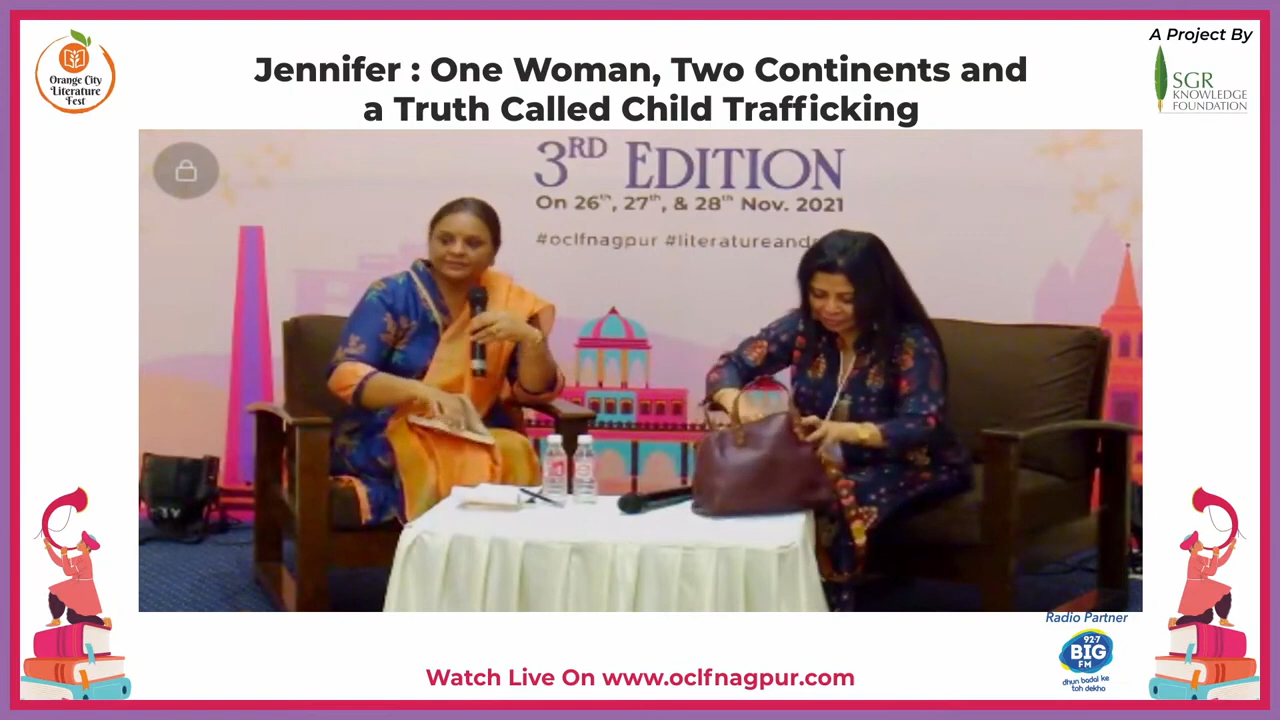 Orange City
Literature
Fest
Jennifer : One Woman, Two Continents and
a Truth Called Child Trafficking
A Project By
SGR
KNOWLEDGE
FOUNDATION
3RD EDITION
On 26th, 27th, & 28th Nov. 2021
#oclfnagpur #literatureand
Radio Partner
92.7
BIG
FM
dhun badal ke
toh dekho
Watch Live On www.oclfnagpur.com